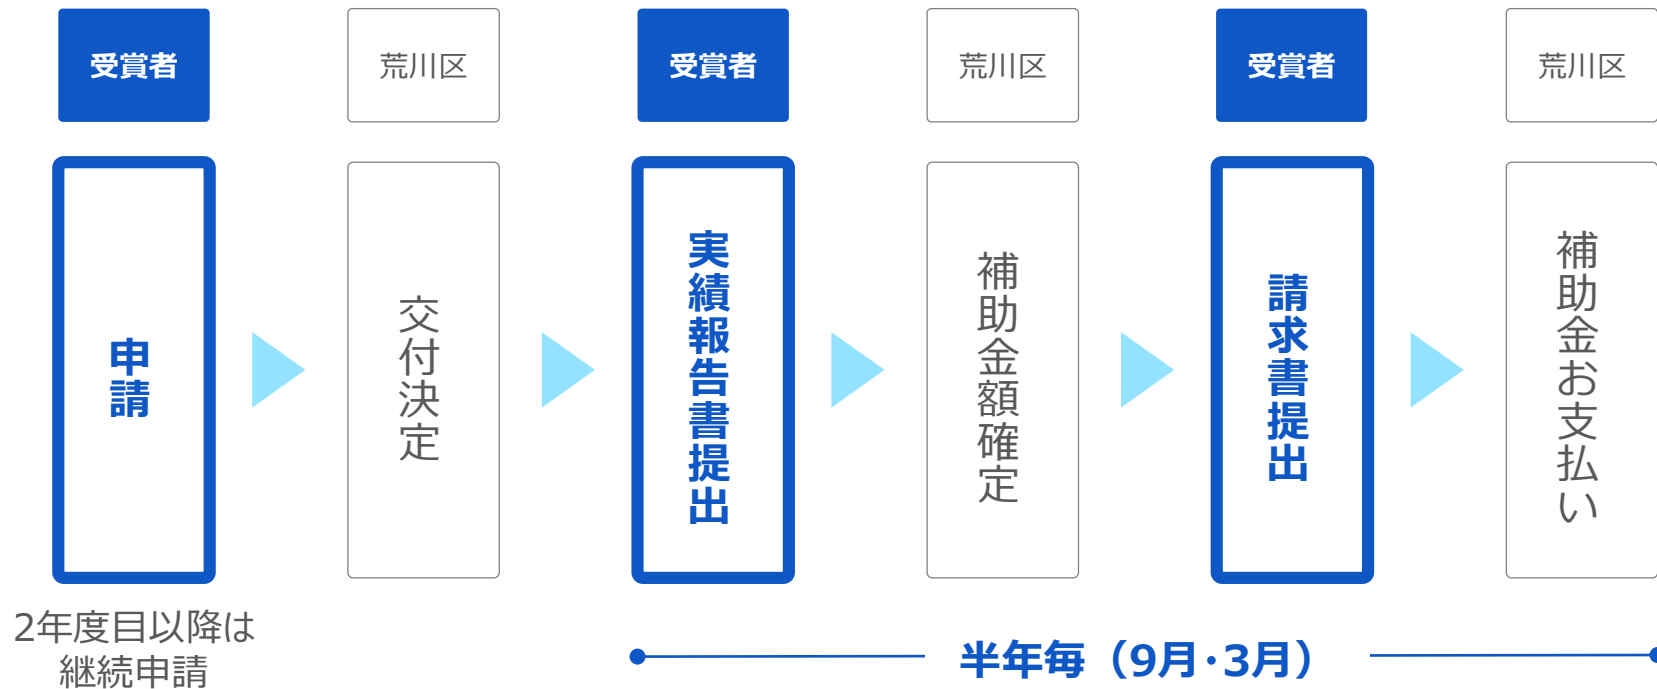 受賞者
荒川区
受賞者
荒川区
受賞者
荒川区
申請
交付決定
実績報告書提出
補助金額確定
請求書提出
補助金お支払い
2年度目以降は
継続申請
半年毎（9月･3月）